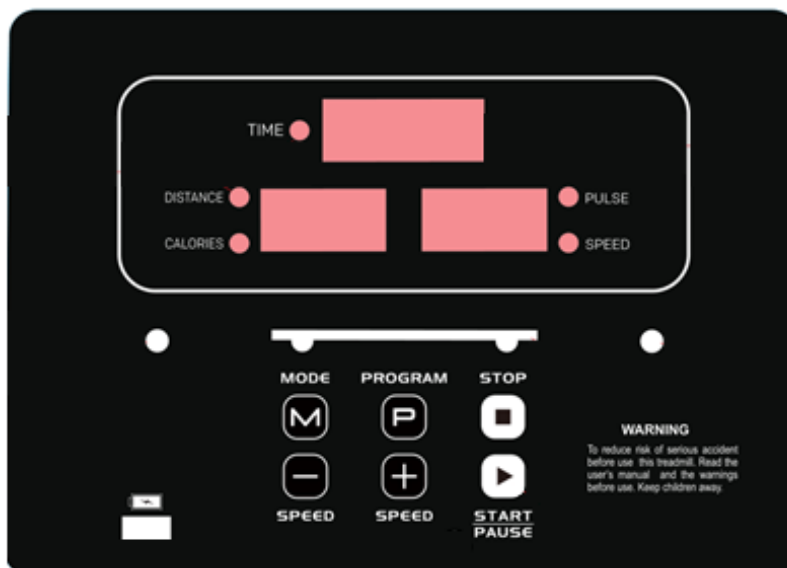 TIME
DISTANCE
PULSE
CALORIES
SPEED
MODE PROGRAM STOP
M P
SPEED SPEED START
PAUSE
WARNING
To reduce risk of serious accident
before use this treadmill. Read the
user's manual and the warnings
before use. Keep children away.